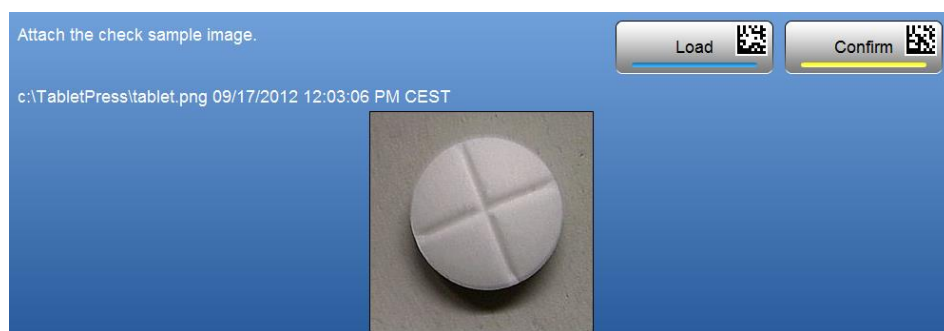 Attach the check sample image.
Load
Confirm
c:\TabletPress\tablet.png 09/17/2012 12:03:06 PM CEST